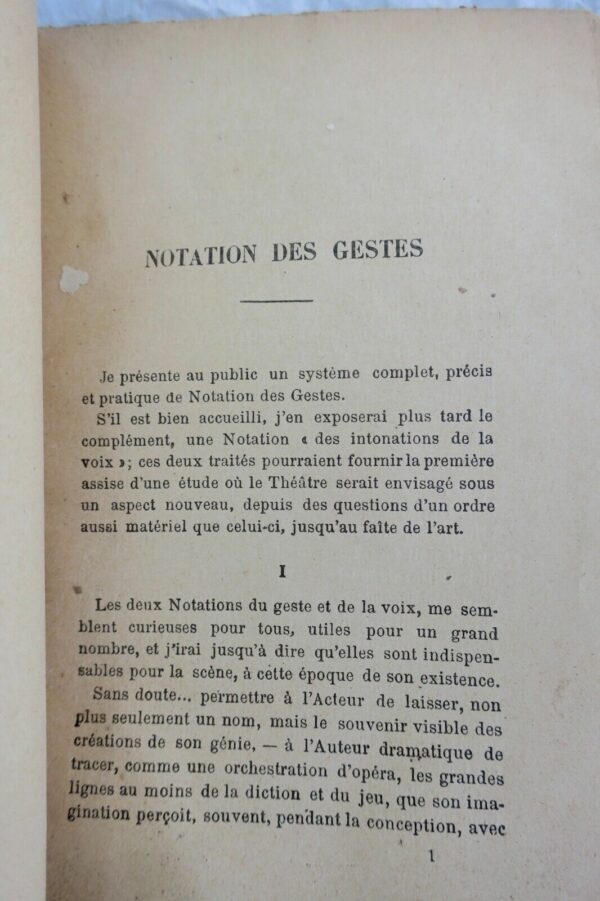 NOTATION DES GESTES
Je présente au public un système complet, précis
et pratique de Notation des Gestes.
S'il est bien accueilli, j'en exposerai plus tard le
complément, une Notation « des intonations de la
voix »; ces deux traités pourraient fournir la première
assise d'une étude où le Théâtre serait envisagé sous
un aspect nouveau, depuis des questions d'un ordre
aussi matériel que celui-ci, jusqu'au faîte de l'art.
I
Les deux Notations du geste et de la voix, me sem-
blent curieuses pour tous, utiles pour un grand
nombre, et j'irai jusqu'à dire qu'elles sont indispen-
sables pour la scène, à cette époque de son existence.
Sans doute... permettre à l'Acteur de laisser, non
plus seulement un nom, mais le souvenir visible des
créations de son génie, — à l'Auteur dramatique de
tracer, comme une orchestration d'opéra, les grandes
lignes au moins de la diction et du jeu, que son ima-
gination perçoit, souvent, pendant la conception, avec
1